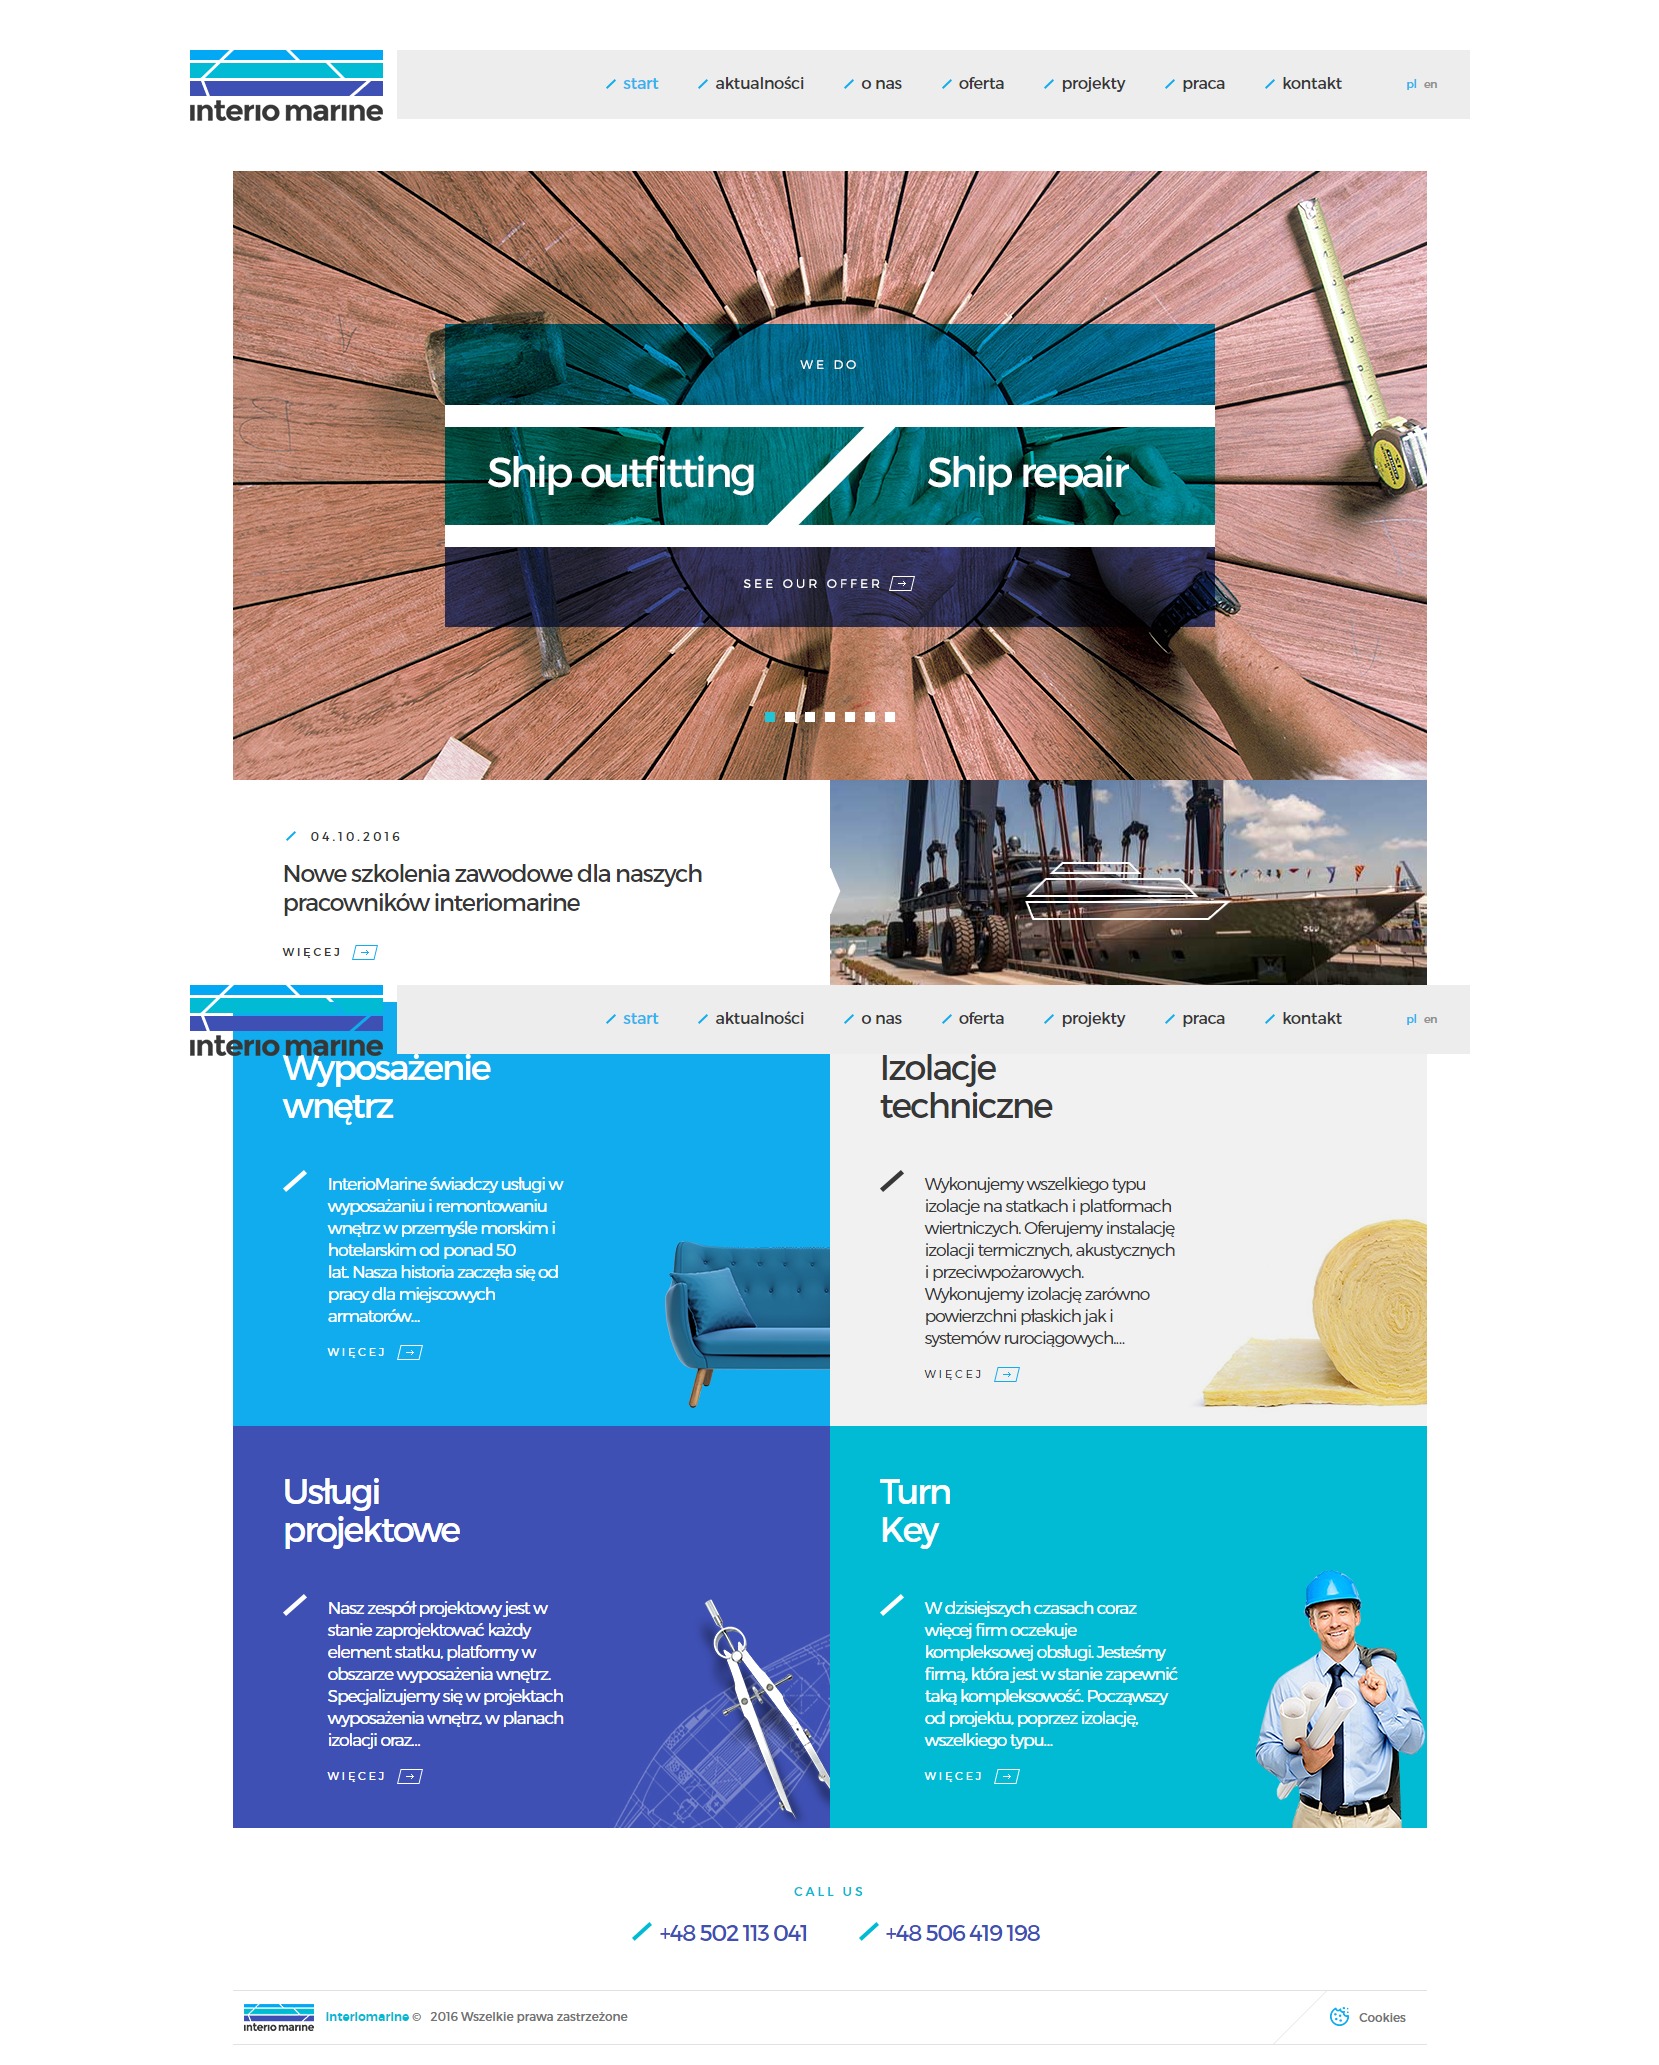 interio marine
start aktualności o nas oferta projekty praca kontakt pl en
WE DO
Ship outfitting Ship repair
SEE OUR OFFER
04.10.2016
Nowe szkolenia zawodowe dla naszych
pracowników interiomarine
WIĘCEJ
interio marine
start aktualności o nas oferta projekty praca kontakt pl en
Wyposażenie
wnętrz
InterioMarine świadczy usługi w
wyposażaniu i remontowaniu
wnętrz w przemyśle morskim i
hotelarskim od ponad 50
lat. Nasza historia zaczęła się od
pracy dla miejscowych
armatorów...
WIĘCEJ
Izolacje
techniczne
Wykonujemy wszelkiego typu
izolacje na statkach i platformach
wiertniczych. Oferujemy instalację
izolacji termicznych, akustycznych
i przeciwpożarowych.
Wykonujemy izolację zarówno
powierzchni płaskich jak i
systemów rurociągowych....
WIĘCEJ
Usługi
projektowe
Nasz zespół projektowy jest w
stanie zaprojektować każdy
element statku, platformy w
obszarze wyposażenia wnętrz.
Specjalizujemy się w projektach
wyposażenia wnętrz, w planach
izolacji oraz...
WIĘCEJ
Turn
Key
W dzisiejszych czasach coraz
więcej firm oczekuje
kompleksowej obsługi. Jesteśmy
firmą, która jest w stanie zapewnić
taką kompleksowość. Począwszy
od projektu, poprzez izolację,
wszelkiego typu...
WIĘCEJ
CALL US
+48 502 113 041 +48 506 419 198
interio marine
Interiomarine © 2016 Wszelkie prawa zastrzeżone
Cookies